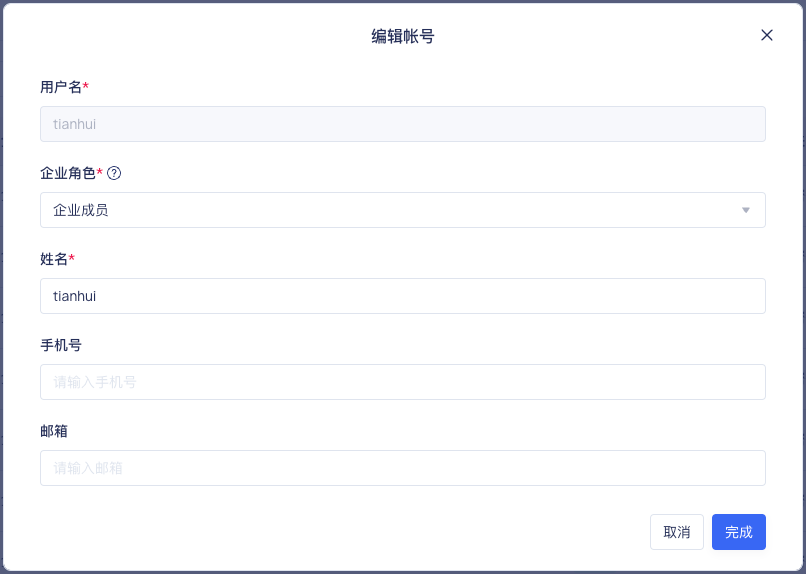 编辑帐号
用户名*
tianhui
企业角色* ?
企业成员
姓名*
tianhui
手机号
请输入手机号
邮箱
请输入邮箱
取消 完成